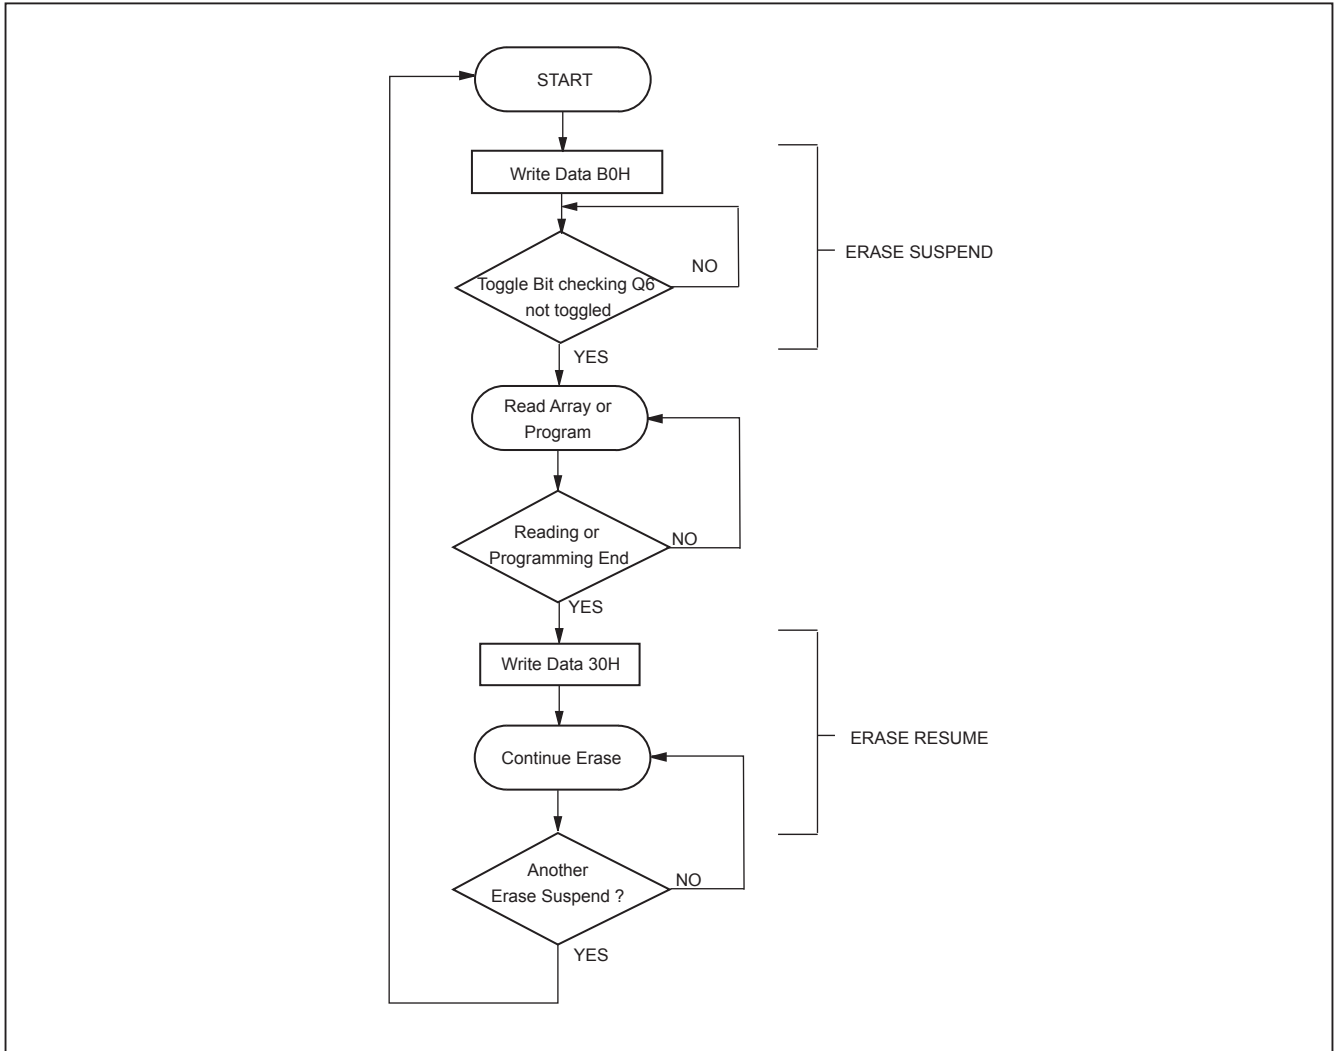 START
Write Data B0H
NO
ERASE SUSPEND
Toggle Bit checking Q6
not toggled
YES
Read Array or
Program
Reading or
Programming End
NO
YES
Write Data 30H
ERASE RESUME
Continue Erase
Another
Erase Suspend ?
NO
YES